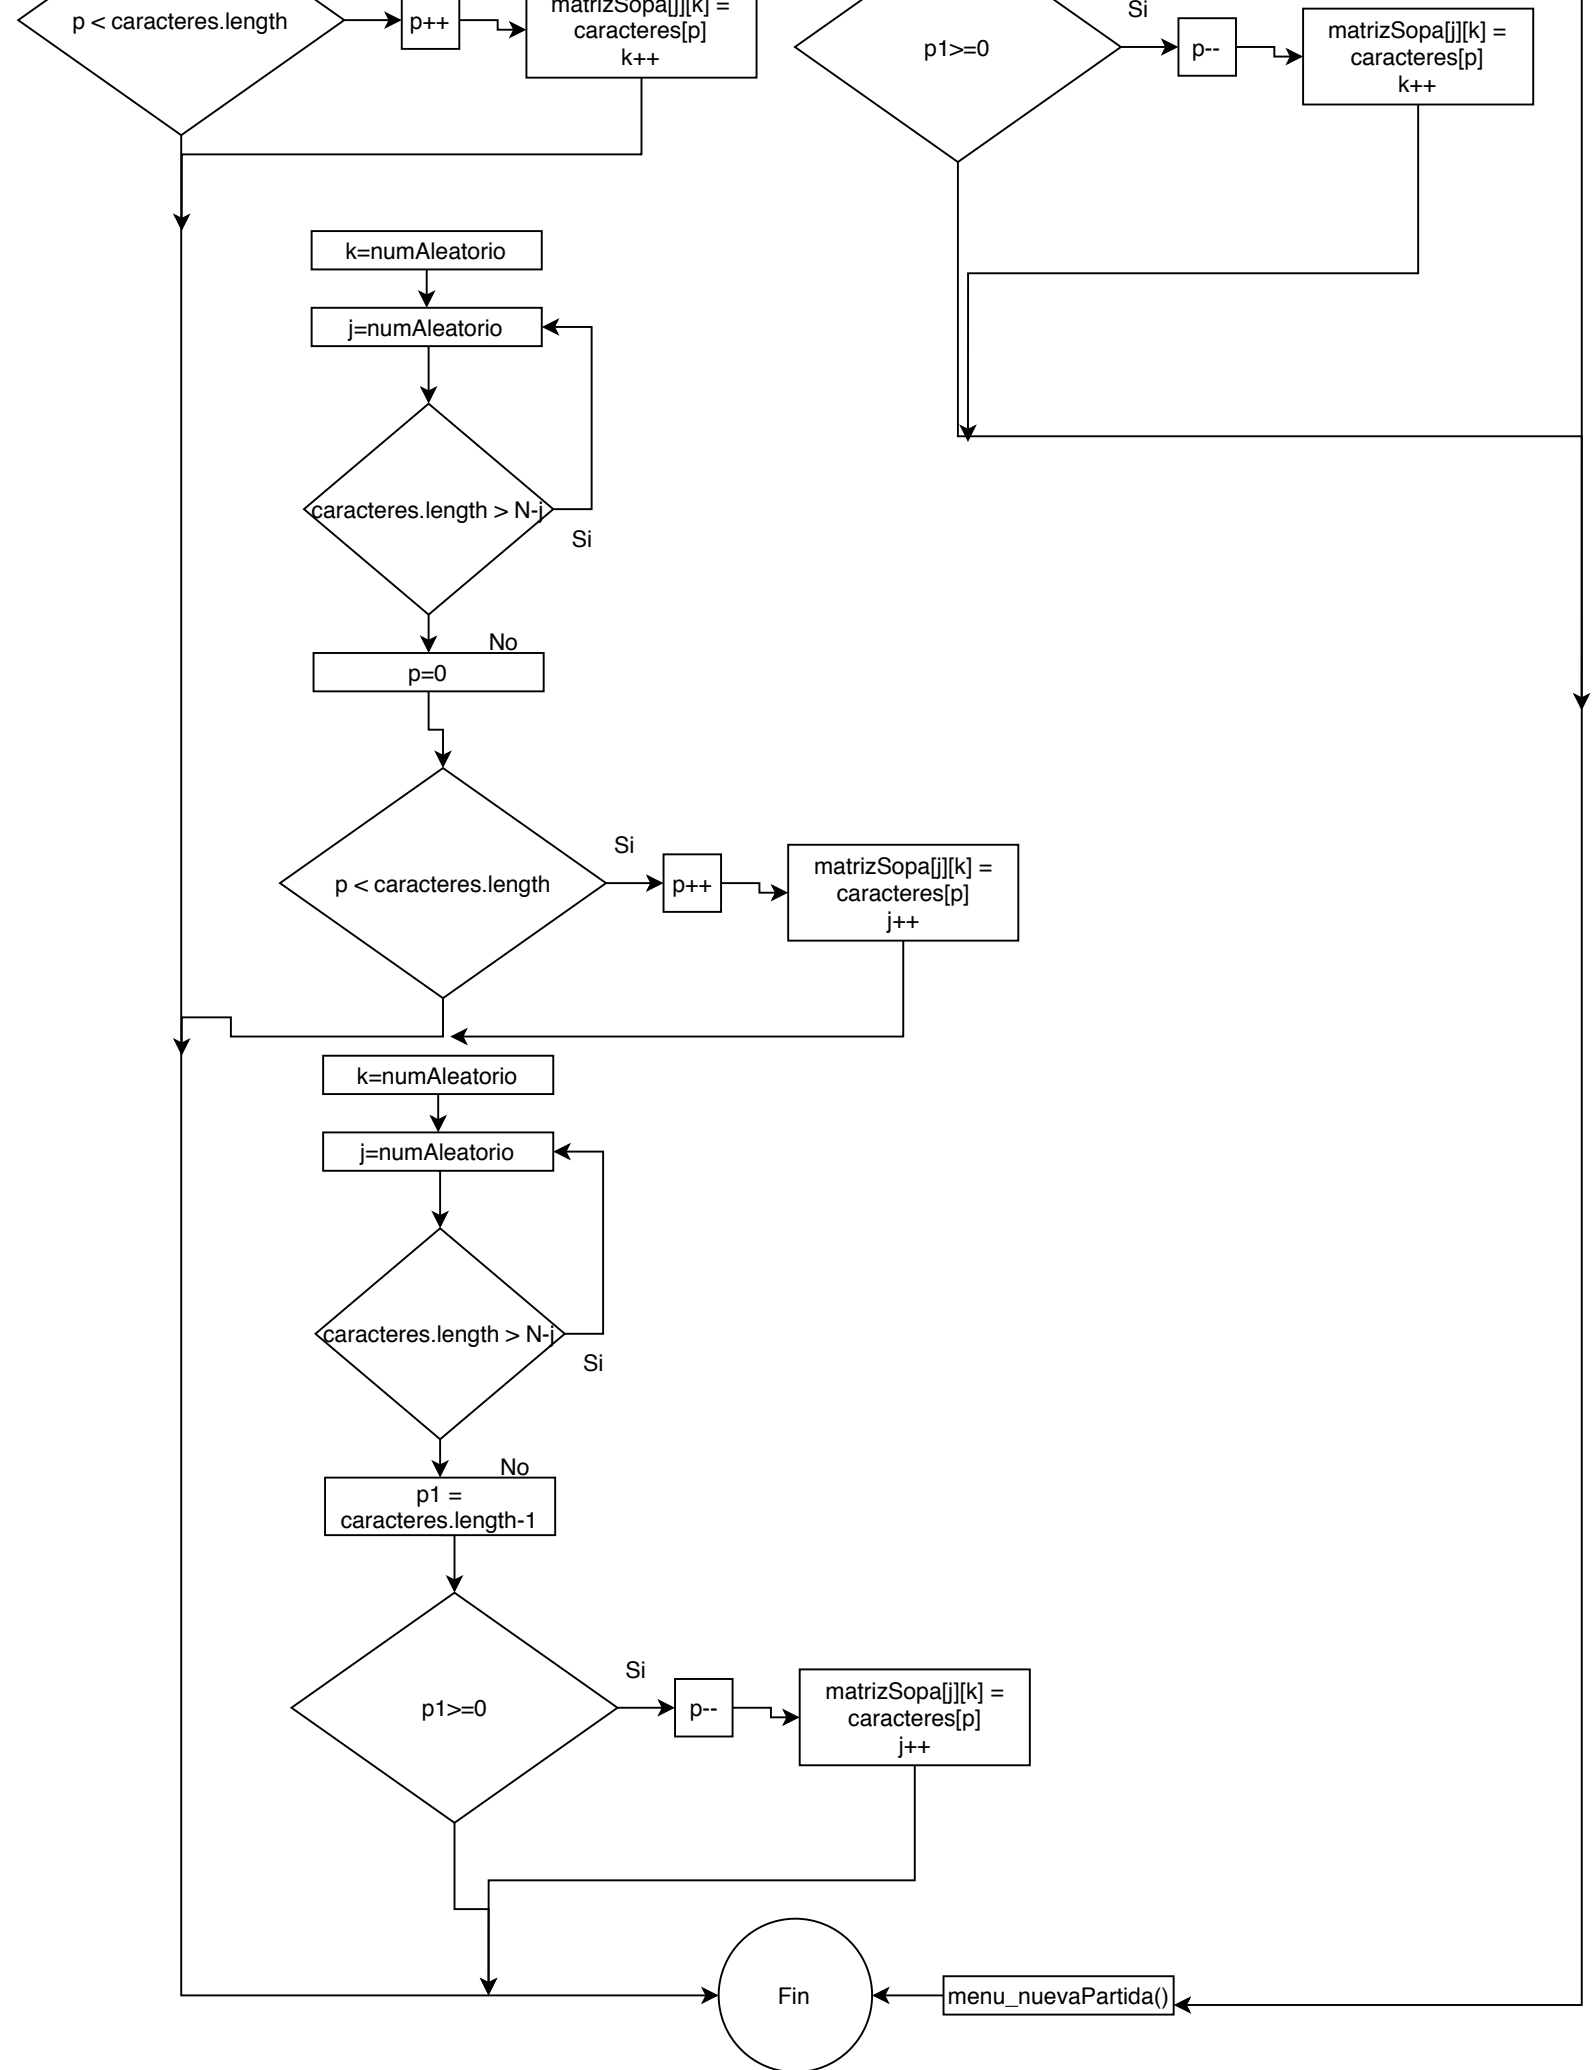 p < caracteres.length
p++
matrizSopa[j][k] =
caracteres[p]
k++
Si
p1>=0
p--
matrizSopa[j][k] =
caracteres[p]
k++
k=numAleatorio
j=numAleatorio
caracteres.length > N-j
Si
No
p=0
Si
p < caracteres.length
p++
matrizSopa[j][k] =
caracteres[p]
j++
k=numAleatorio
j=numAleatorio
caracteres.length > N-j
Si
No
p1 =
caracteres.length-1
Si
p1>=0
p--
matrizSopa[j][k] =
caracteres[p]
j++
Fin
menu_nuevaPartida()